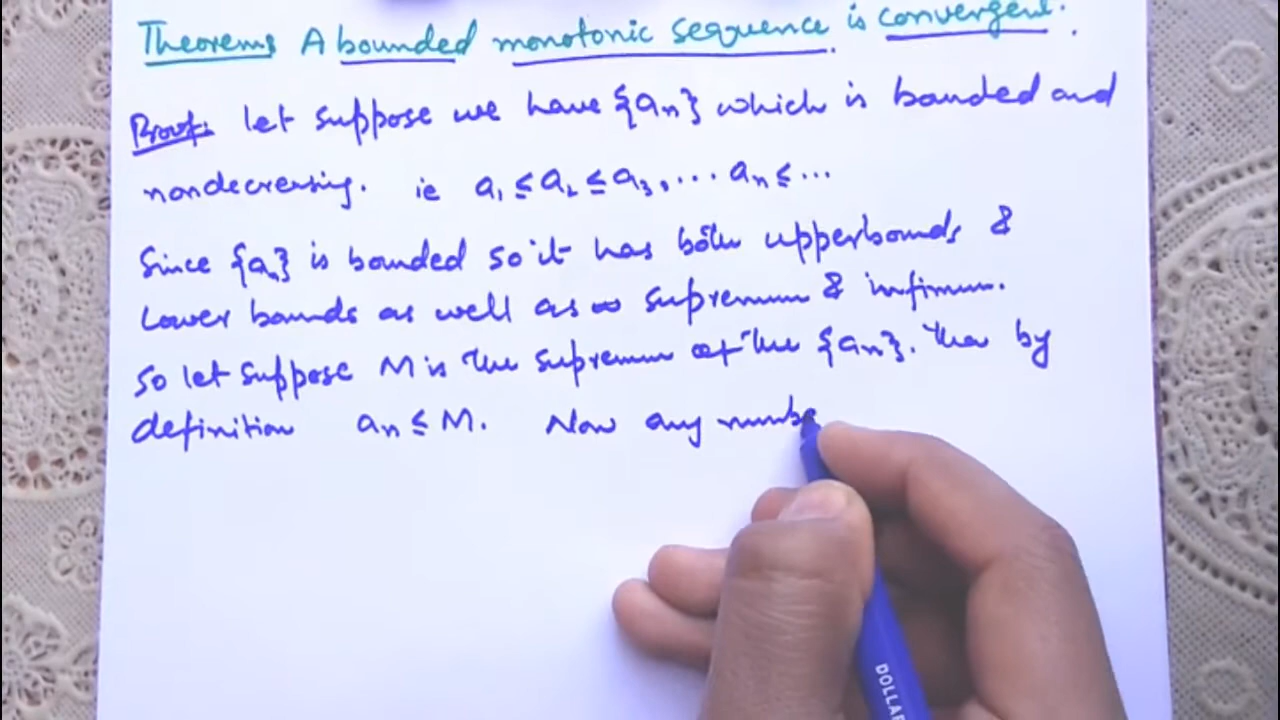 Theorems A bounded monotonic sequence is convergent.
Proof: let suppose we have {aₙ} which is bounded and
nondecreasing. ie a₁ ≤ a₂ ≤ a₃, ... aₙ ≤ ...
Since {aₙ} is bounded so it has both upperbounds &
Lower bounds as well as supremum & infimum.
So let suppose M is the supremum of the {aₙ}. then by
definition aₙ ≤ M. Now any numbe
DOLLAR